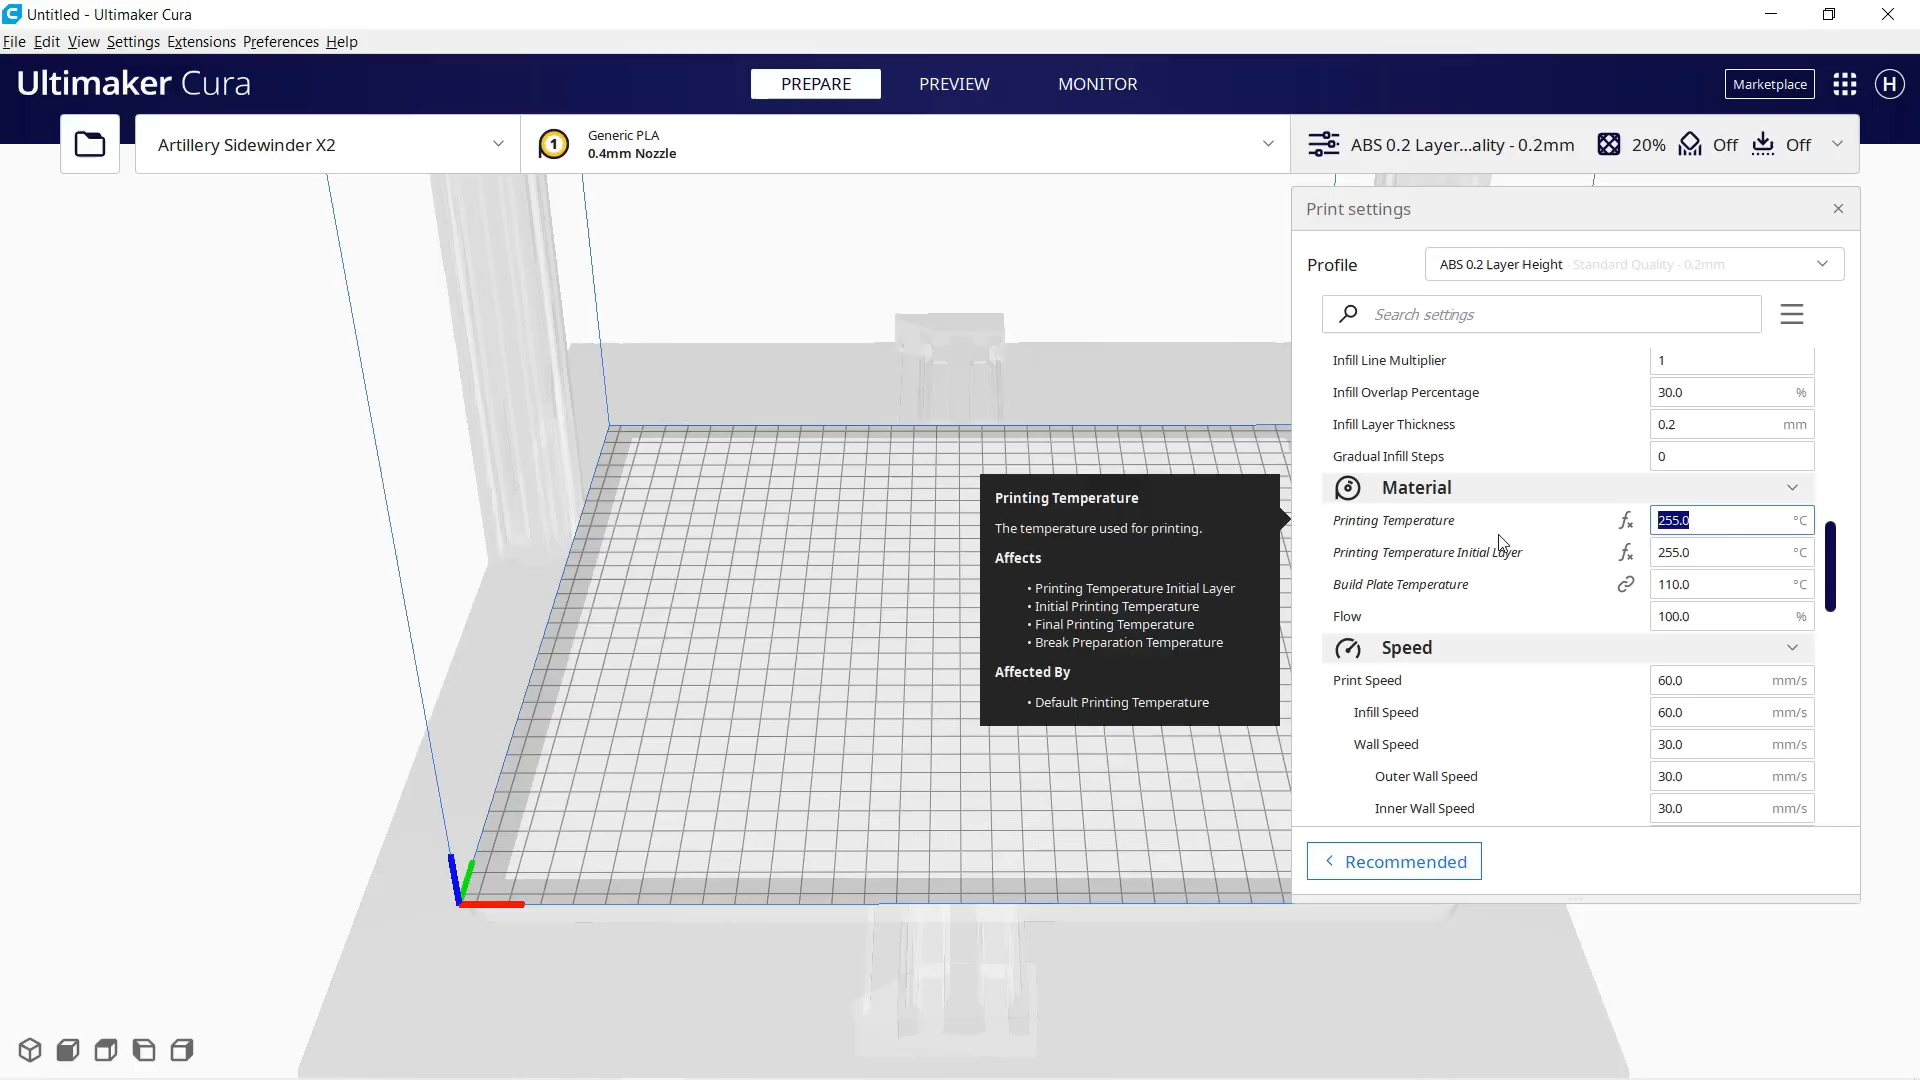 Untitled - Ultimaker Cura
File Edit View Settings Extensions Preferences Help
Ultimaker Cura
PREPARE
PREVIEW
MONITOR
Marketplace
H
Artillery Sidewinder X2
1
Generic PLA
0.4mm Nozzle
ABS 0.2 Layer...ality - 0.2mm
20%
Off
Off
Print settings
Profile
ABS 0.2 Layer Height - Standard Quality - 0.2mm
Search settings
Infill Line Multiplier 1
Infill Overlap Percentage 30.0 %
Infill Layer Thickness 0.2 mm
Gradual Infill Steps 0
Material
Printing Temperature 255.0 °C
Printing Temperature Initial Layer 255.0 °C
Build Plate Temperature 110.0 °C
Flow 100.0 %
Speed
Print Speed 60.0 mm/s
Infill Speed 60.0 mm/s
Wall Speed 30.0 mm/s
Outer Wall Speed 30.0 mm/s
Inner Wall Speed 30.0 mm/s
Recommended
Printing Temperature
The temperature used for printing.
Affects
• Printing Temperature Initial Layer
• Initial Printing Temperature
• Final Printing Temperature
• Break Preparation Temperature
Affected By
• Default Printing Temperature